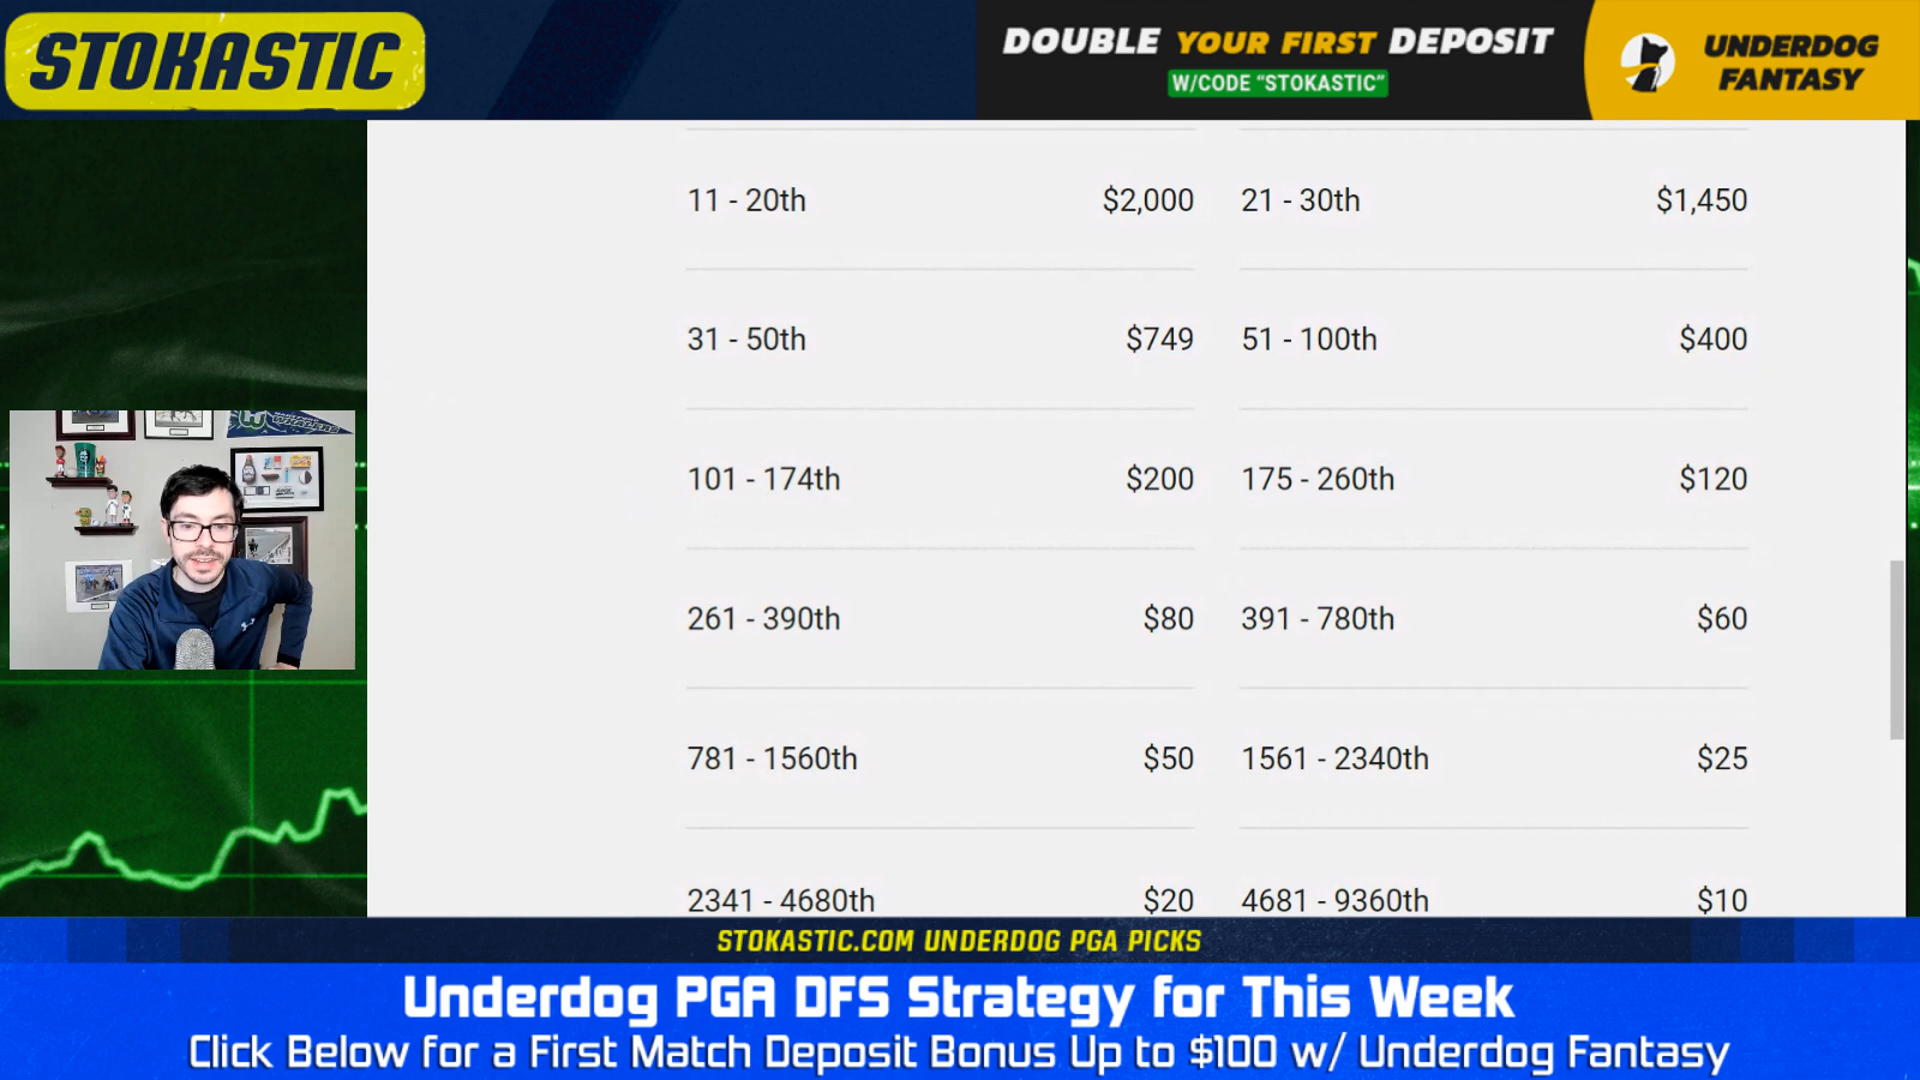 STOKASTIC
DOUBLE YOUR FIRST DEPOSIT
W/CODE "STOKASTIC"
UNDERDOG
FANTASY
11 - 20th $2,000 21 - 30th $1,450
31 - 50th $749 51 - 100th $400
101 - 174th $200 175 - 260th $120
261 - 390th $80 391 - 780th $60
781 - 1560th $50 1561 - 2340th $25
2341 - 4680th $20 4681 - 9360th $10
W
WHALERS
STOKASTIC.COM UNDERDOG PGA PICKS
Underdog PGA DFS Strategy for This Week
Click Below for a First Match Deposit Bonus Up to $100 w/ Underdog Fantasy